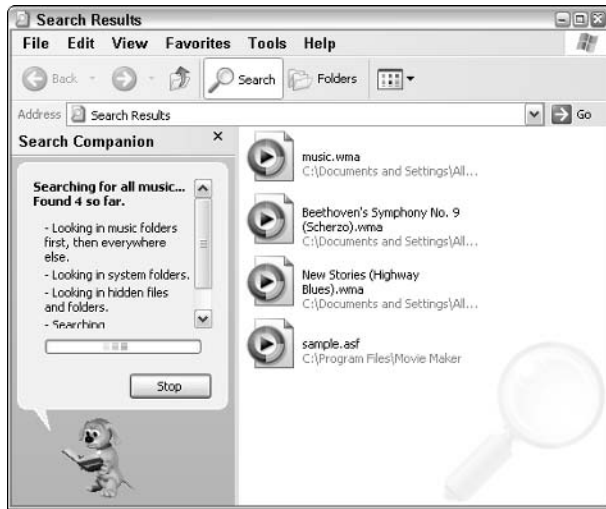 Search Results
File Edit View Favorites Tools Help
Back Search Folders
Address Search Results Go
Search Companion
Searching for all music...
Found 4 so far.
- Looking in music folders
first, then everywhere
else.
- Looking in system folders.
- Looking in hidden files
and folders.
- Searching
Stop
music.wma
C:\Documents and Settings\All...
Beethoven's Symphony No. 9
(Scherzo).wma
C:\Documents and Settings\All...
New Stories (Highway
Blues).wma
C:\Documents and Settings\All...
sample.asf
C:\Program Files\Movie Maker